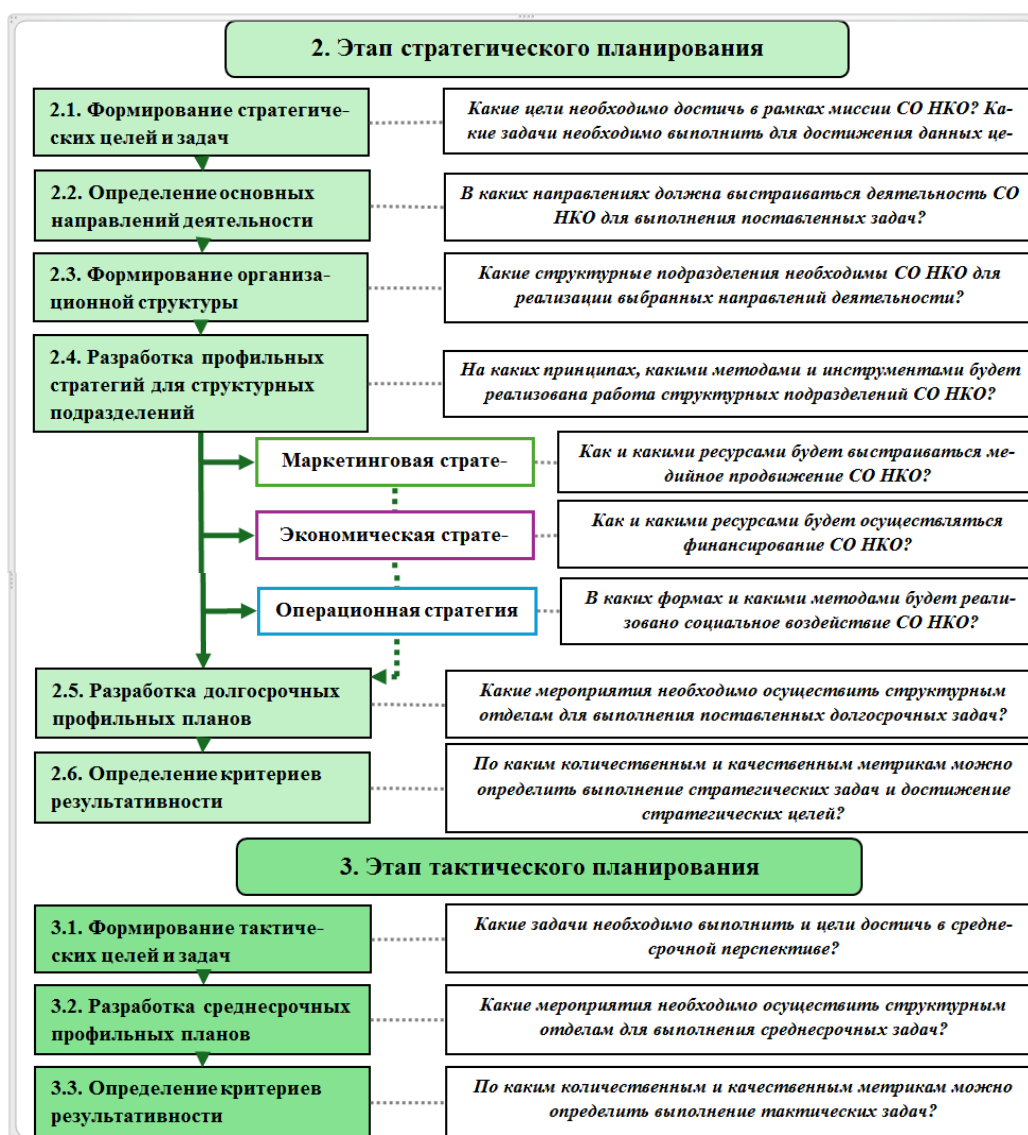 2. Этап стратегического планирования
2.1. Формирование стратегиче-
ских целей и задач
Какие цели необходимо достичь в рамках миссии СО НКО? Ка-
кие задачи необходимо выполнить для достижения данных це-
2.2. Определение основных
направлений деятельности
В каких направлениях должна выстраиваться деятельность СО
НКО для выполнения поставленных задач?
2.3. Формирование организа-
ционной структуры
Какие структурные подразделения необходимы СО НКО для
реализации выбранных направлений деятельности?
2.4. Разработка профильных
стратегий для структурных
подразделений
На каких принципах, какими методами и инструментами будет
реализована работа структурных подразделений СО НКО?
Маркетинговая страте-
Как и какими ресурсами будет выстраиваться ме-
дийное продвижение СО НКО?
Экономическая страте-
Как и какими ресурсами будет осуществляться
финансирование СО НКО?
Операционная стратегия
В каких формах и какими методами будет реали-
зовано социальное воздействие СО НКО?
2.5. Разработка долгосрочных
профильных планов
Какие мероприятия необходимо осуществить структурным
отделам для выполнения поставленных долгосрочных задач?
2.6. Определение критериев
результативности
По каким количественным и качественным метрикам можно
определить выполнение стратегических задач и достижение
стратегических целей?
3. Этап тактического планирования
3.1. Формирование тактиче-
ских целей и задач
Какие задачи необходимо выполнить и цели достичь в средне-
срочной перспективе?
3.2. Разработка среднесрочных
профильных планов
Какие мероприятия необходимо осуществить структурным
отделам для выполнения среднесрочных задач?
3.3. Определение критериев
результативности
По каким количественным и качественным метрикам можно
определить выполнение тактических задач?